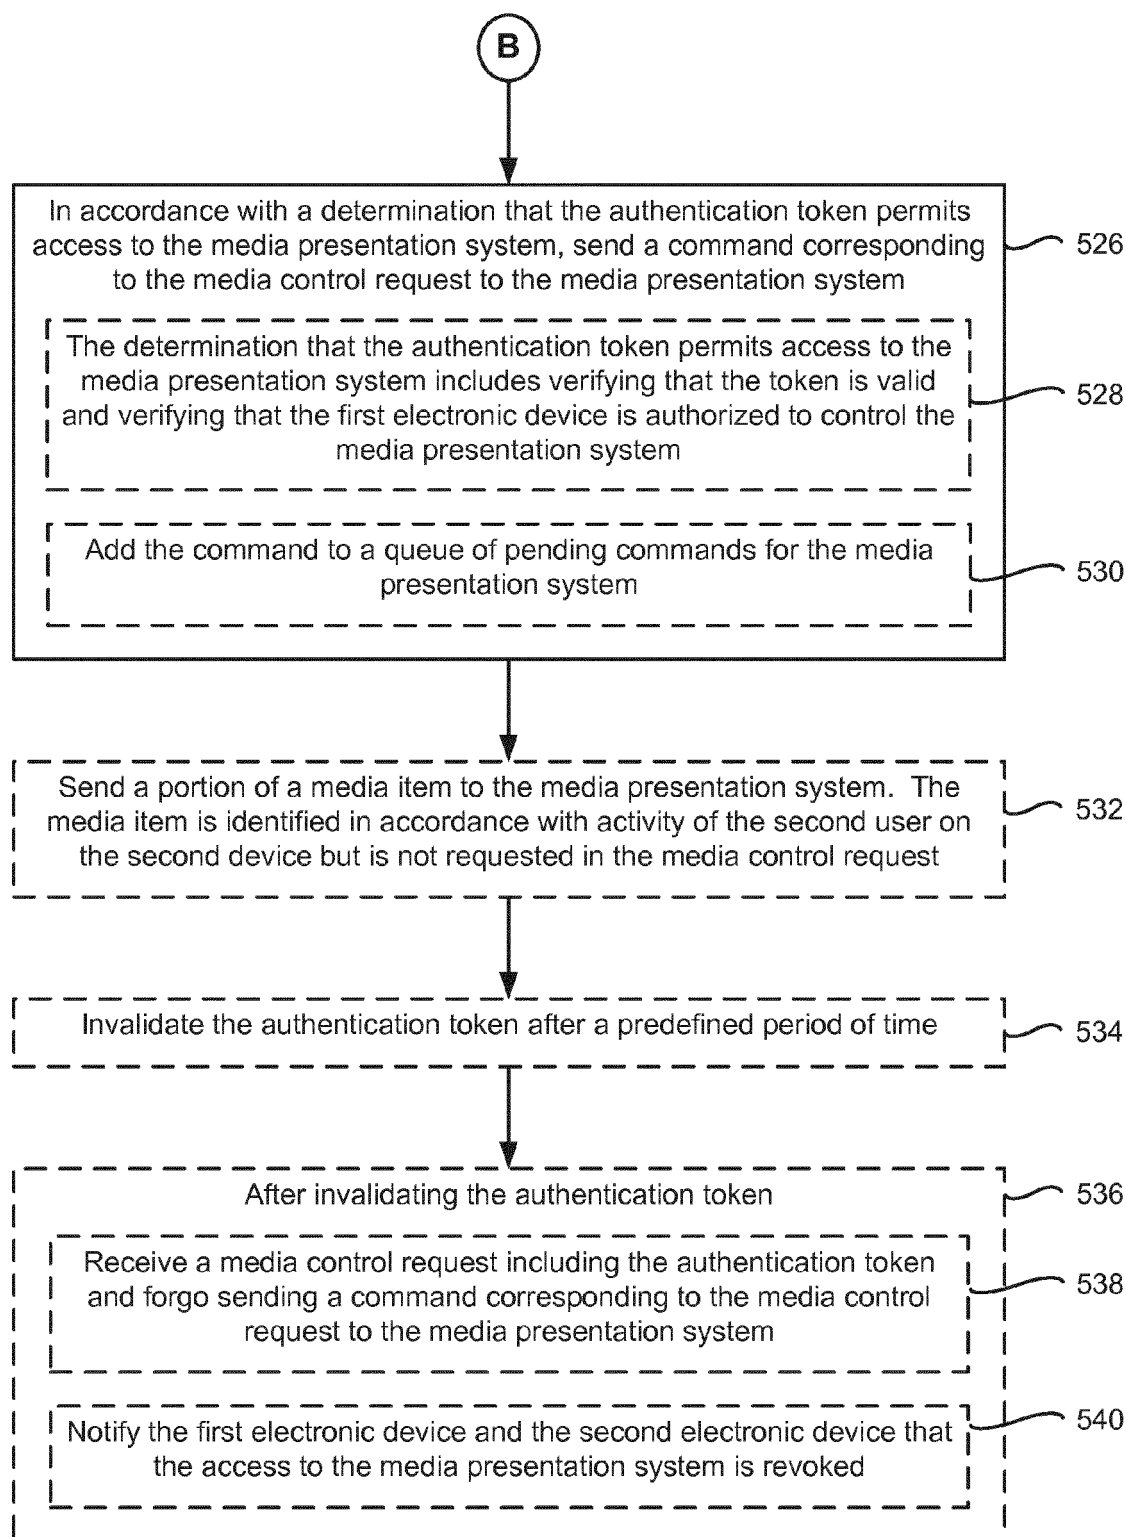 B
In accordance with a determination that the authentication token permits
access to the media presentation system, send a command corresponding
to the media control request to the media presentation system
526
The determination that the authentication token permits access to the
media presentation system includes verifying that the token is valid
and verifying that the first electronic device is authorized to control the
media presentation system
528
Add the command to a queue of pending commands for the media
presentation system
530
Send a portion of a media item to the media presentation system.  The
media item is identified in accordance with activity of the second user on
the second device but is not requested in the media control request
532
Invalidate the authentication token after a predefined period of time
534
After invalidating the authentication token
536
Receive a media control request including the authentication token
and forgo sending a command corresponding to the media control
request to the media presentation system
538
Notify the first electronic device and the second electronic device that
the access to the media presentation system is revoked
540